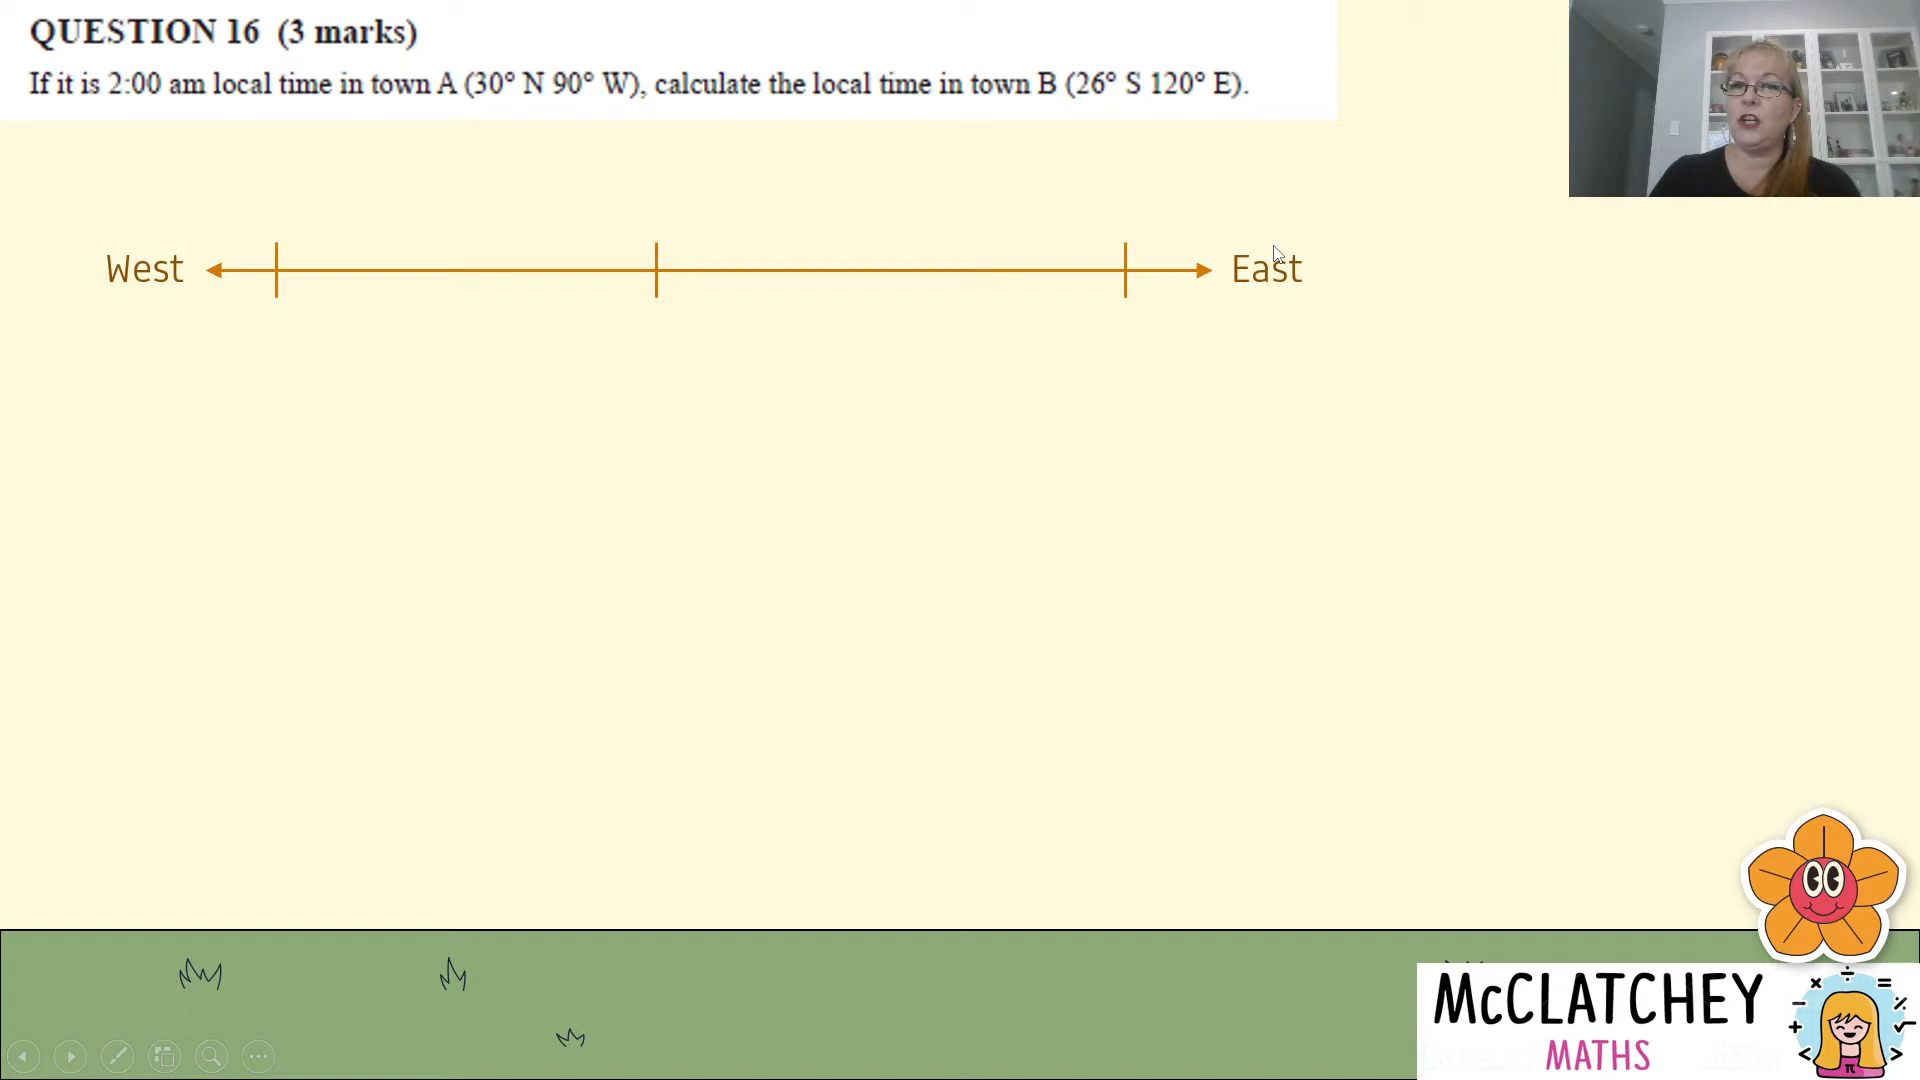 QUESTION 16 (3 marks)
If it is 2:00 am local time in town A (30° N 90° W), calculate the local time in town B (26° S 120° E).
West
East
McCLATCHEY
MATHS